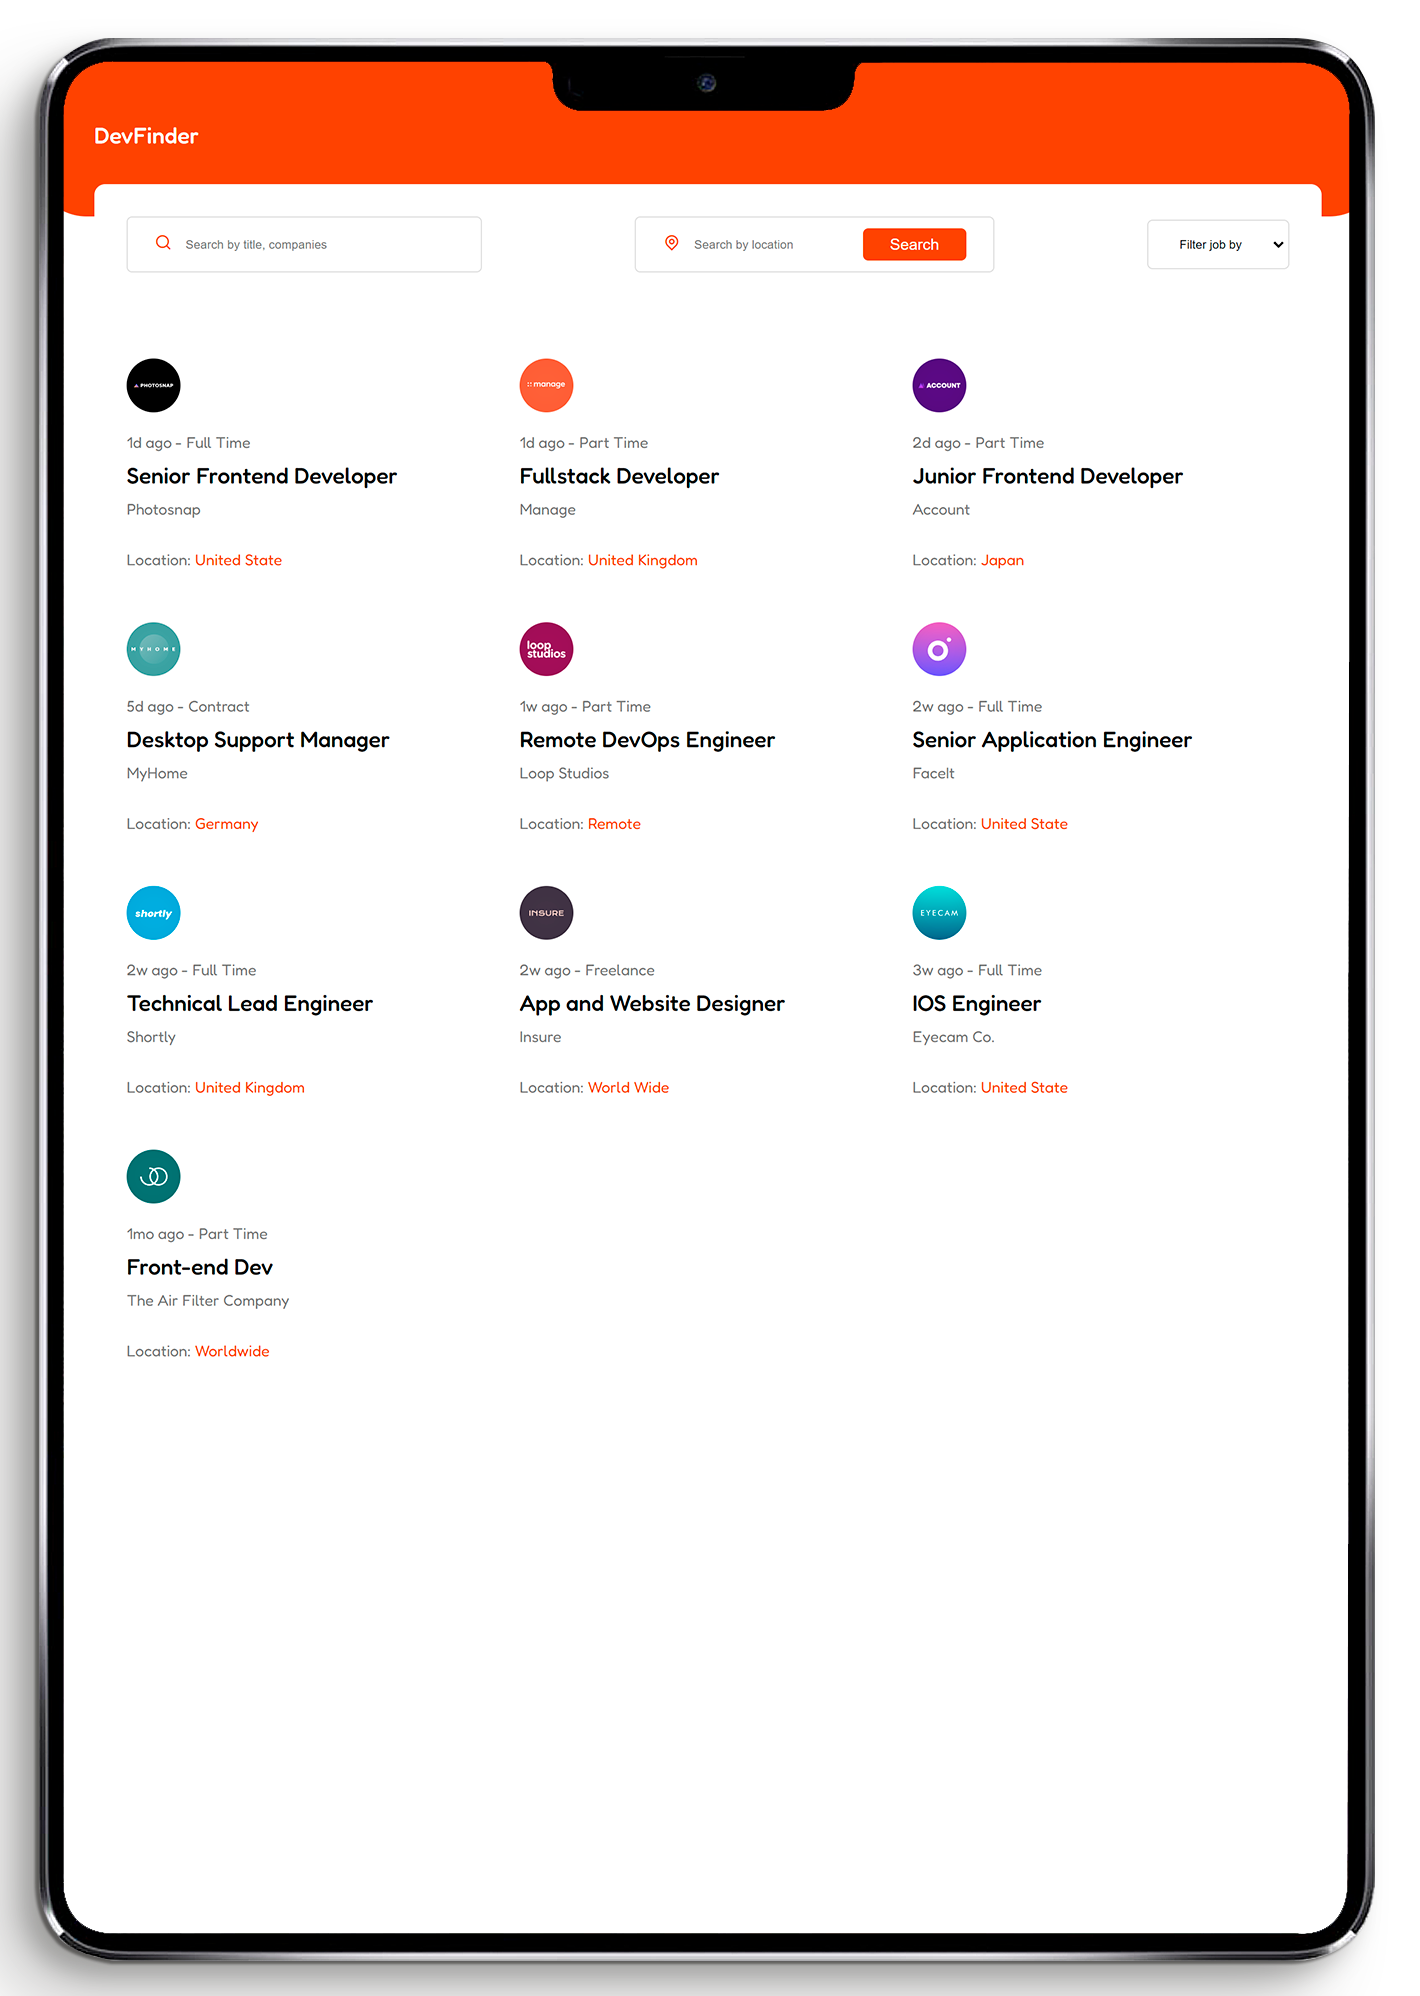 DevFinder
Search by title, companies
Search by location
Search
Filter job by
PHOTOSNAP
1d ago - Full Time
Senior Frontend Developer
Photosnap
Location: United State
manage
1d ago - Part Time
Fullstack Developer
Manage
Location: United Kingdom
ACCOUNT
2d ago - Part Time
Junior Frontend Developer
Account
Location: Japan
MYHOME
5d ago - Contract
Desktop Support Manager
MyHome
Location: Germany
loop
studios
1w ago - Part Time
Remote DevOps Engineer
Loop Studios
Location: Remote
2w ago - Full Time
Senior Application Engineer
FaceIt
Location: United State
shortly
2w ago - Full Time
Technical Lead Engineer
Shortly
Location: United Kingdom
INSURE
2w ago - Freelance
App and Website Designer
Insure
Location: World Wide
EYECAM
3w ago - Full Time
IOS Engineer
Eyecam Co.
Location: United State
1mo ago - Part Time
Front-end Dev
The Air Filter Company
Location: Worldwide